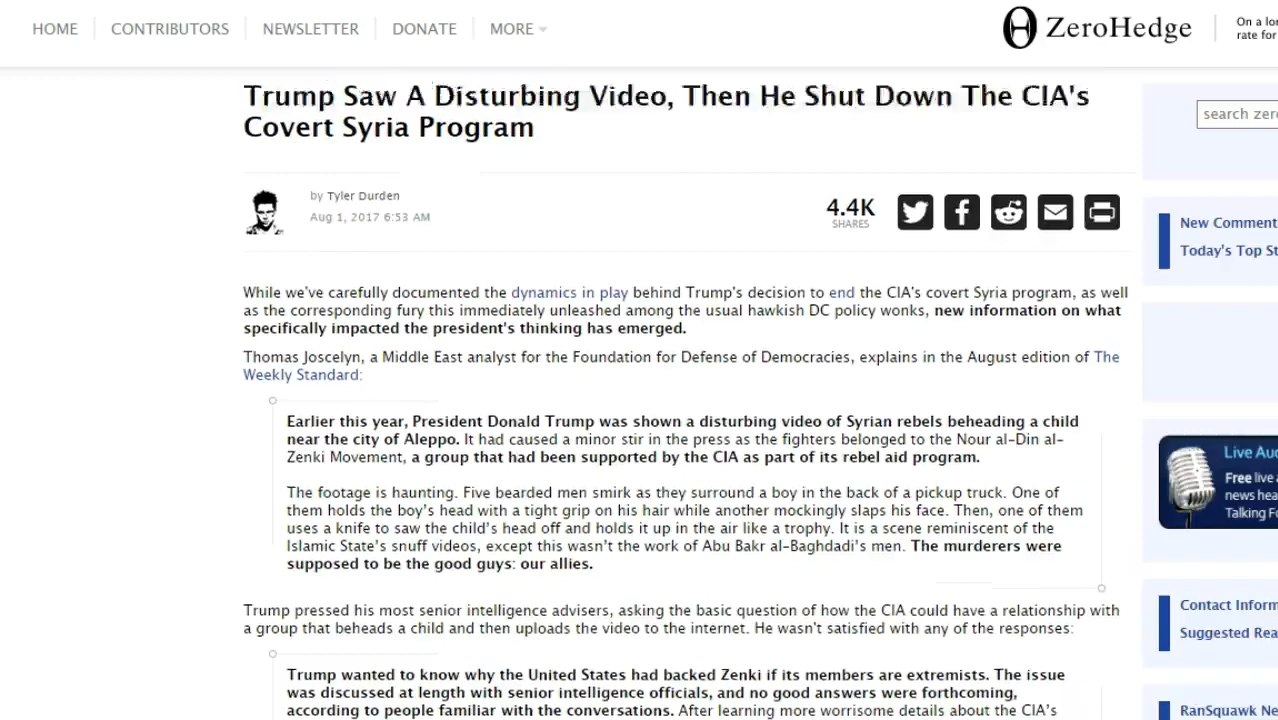 HOME
CONTRIBUTORS
NEWSLETTER
DONATE
MORE
ZeroHedge
On a
rate for
Trump Saw A Disturbing Video, Then He Shut Down The CIA's
Covert Syria Program
by Tyler Durden
Aug 1, 2017 6:53 AM
4.4K
SHARES
search
New
Today's Top
While we've carefully documented the dynamics in play behind Trump's decision to end the CIA's covert Syria program, as well
as the corresponding fury this immediately unleashed among the usual hawkish DC policy wonks, new information on what
specifically impacted the president's thinking has emerged.
Thomas Joscelyn, a Middle East analyst for the Foundation for Defense of Democracies, explains in the August edition of The
Weekly Standard:
Earlier this year, President Donald Trump was shown a disturbing video of Syrian rebels beheading a child
near the city of Aleppo. It had caused a minor stir in the press as the fighters belonged to the Nour al-Din al-
Zenki Movement, a group that had been supported by the CIA as part of its rebel aid program.
The footage is haunting. Five bearded men smirk as they surround a boy in the back of a pickup truck. One of
them holds the boy's head with a tight grip on his hair while another mockingly slaps his face. Then, one of them
uses a knife to saw the child's head off and holds it up in the air like a trophy. It is a scene reminiscent of the
Islamic State's snuff videos, except this wasn't the work of Abu Bakr al-Baghdadi's men. The murderers were
supposed to be the good guys: our allies.
Live
Free live
news
Talking
Trump pressed his most senior intelligence advisers, asking the basic question of how the CIA could have a relationship with
a group that beheads a child and then uploads the video to the internet. He wasn't satisfied with any of the responses:
Contact
Suggested
Trump wanted to know why the United States had backed Zenki if its members are extremists. The issue
was discussed at length with senior intelligence officials, and no good answers were forthcoming,
according to people familiar with the conversations. After learning more worrisome details about the CIA's
RanSquawk